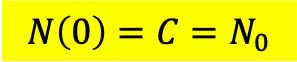 N(0) = C = N₀